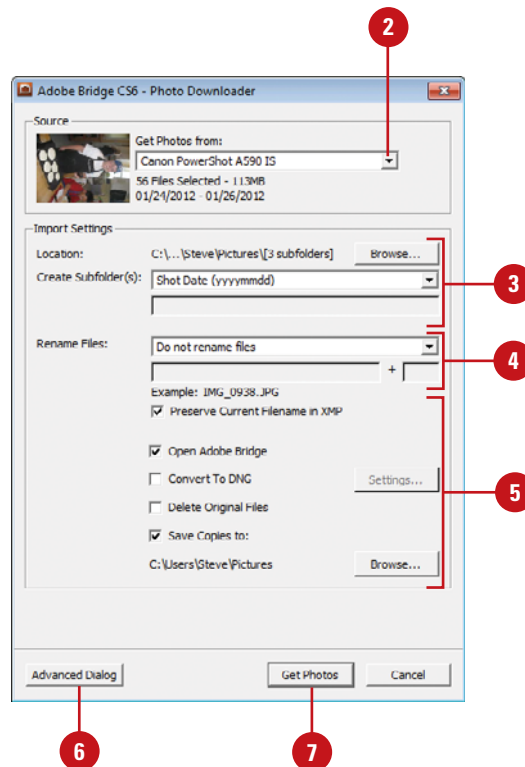 2
Adobe Bridge CS6 - Photo Downloader
Source
Get Photos from:
Canon PowerShot A590 IS
56 Files Selected - 113MB
01/24/2012 - 01/26/2012
Import Settings
Location: C:\...\Steve\Pictures\[3 subfolders] Browse...
Create Subfolder(s): Shot Date (yyyymmdd)
3
Rename Files: Do not rename files
4
+
Example: IMG_0938.JPG
Preserve Current Filename in XMP
Open Adobe Bridge
Convert To DNG Settings...
5
Delete Original Files
Save Copies to:
C:\Users\Steve\Pictures Browse...
Advanced Dialog Get Photos Cancel
6 7